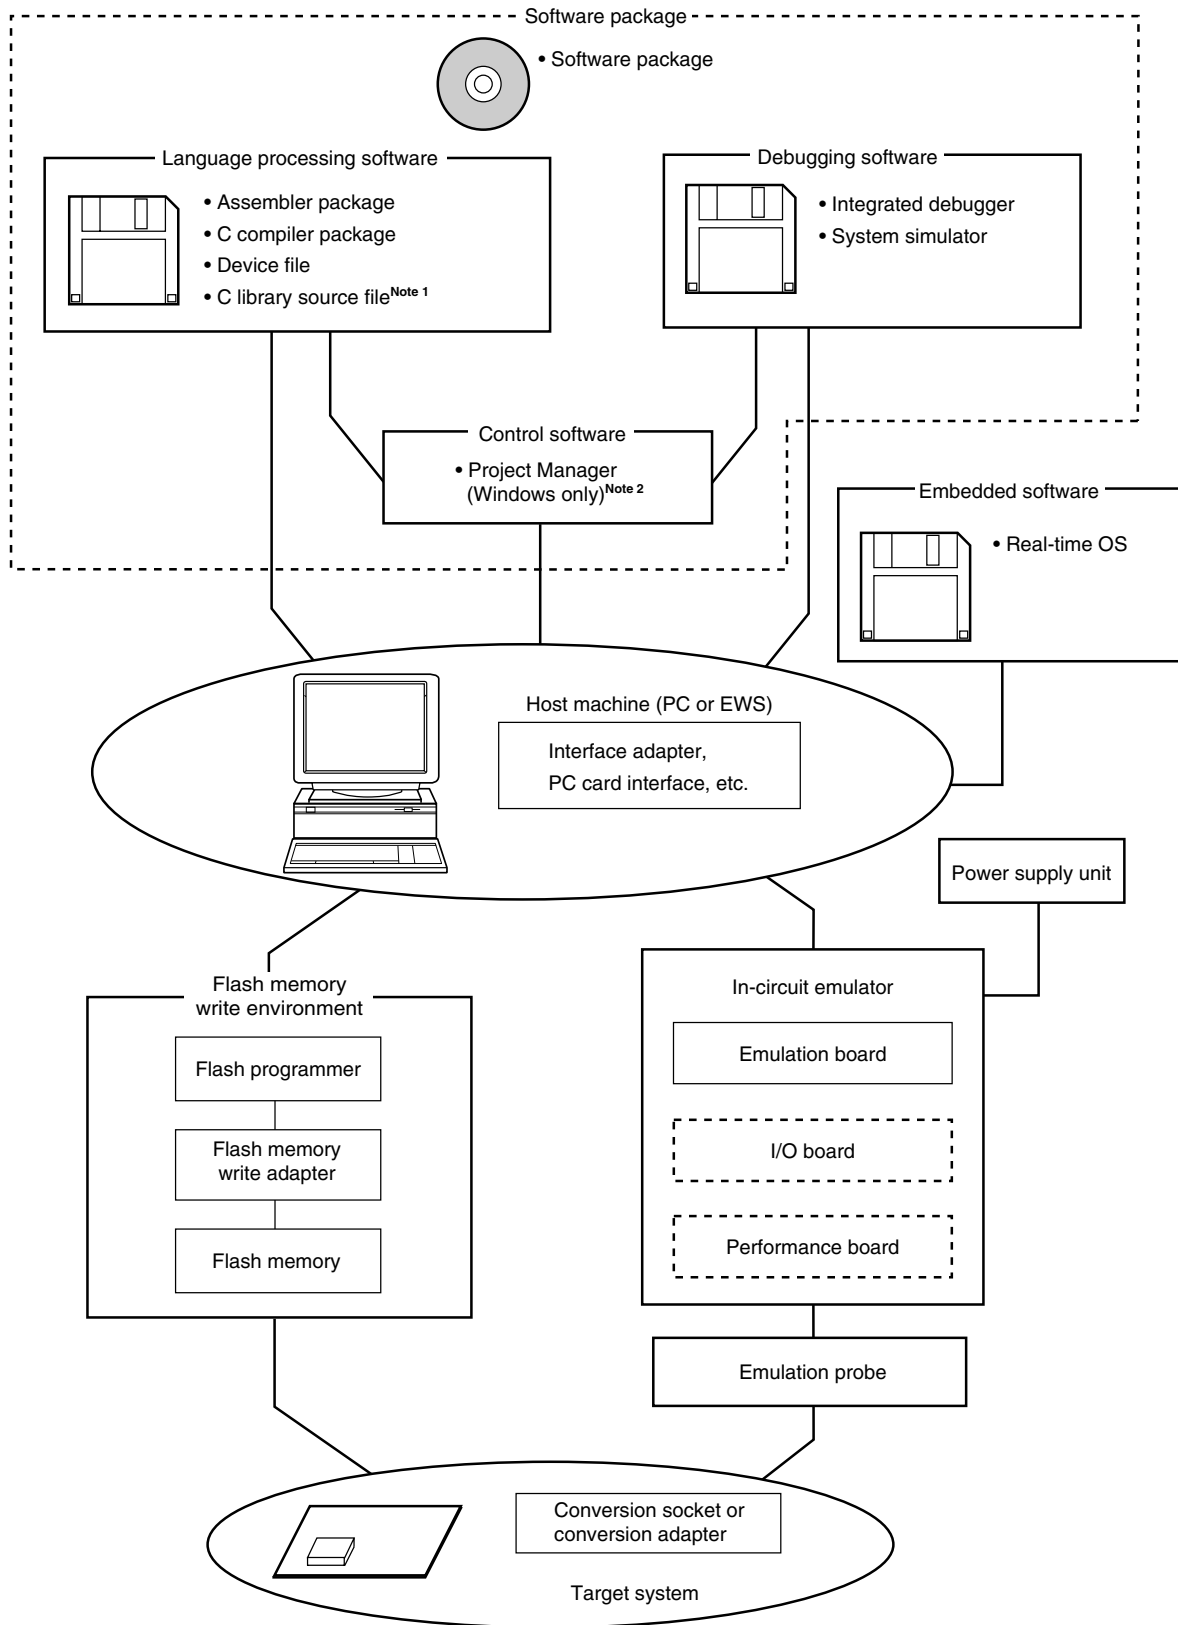 Software package
• Software package
Language processing software
• Assembler package
• C compiler package
• Device file
• C library source fileNote 1
Debugging software
• Integrated debugger
• System simulator
Control software
• Project Manager
(Windows only)Note 2
Embedded software
• Real-time OS
Host machine (PC or EWS)
Interface adapter,
PC card interface, etc.
Power supply unit
Flash memory
write environment
Flash programmer
Flash memory
write adapter
Flash memory
In-circuit emulator
Emulation board
I/O board
Performance board
Emulation probe
Conversion socket or
conversion adapter
Target system